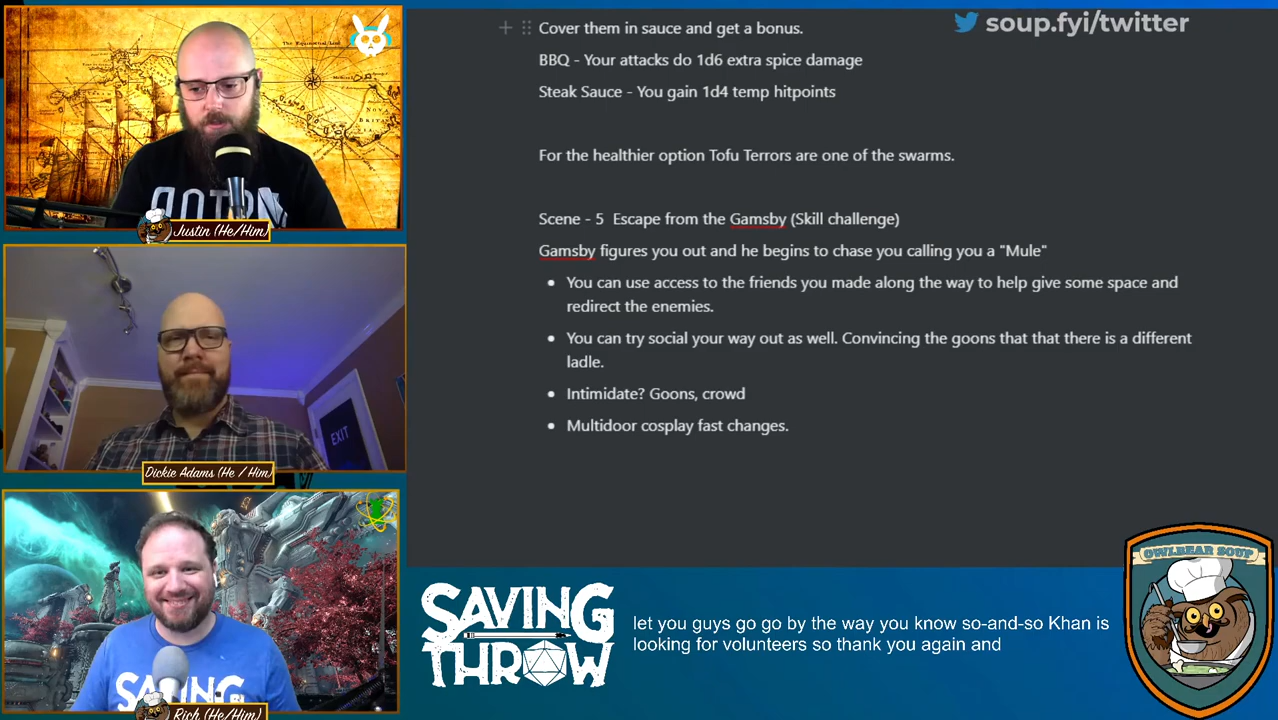 Cover them in sauce and get a bonus.
soup.fyi/twitter
BBQ - Your attacks do 1d6 extra spice damage
Steak Sauce - You gain 1d4 temp hitpoints
For the healthier option Tofu Terrors are one of the swarms.
Scene - 5 Escape from the Gamsby (Skill challenge)
Gamsby figures you out and he begins to chase you calling you a "Mule"
You can use access to the friends you made along the way to help give some space and
redirect the enemies.
You can try social your way out as well. Convincing the goons that that there is a different
ladle.
Intimidate? Goons, crowd
Multidoor cosplay fast changes.
Justin (He/Him)
EXIT
Dickie Adams (He / Him)
SAVING
Rich (He/Him)
SAVING
THROW
let you guys go go by the way you know so-and-so Khan is
looking for volunteers so thank you again and
OWLBEAR SOUP